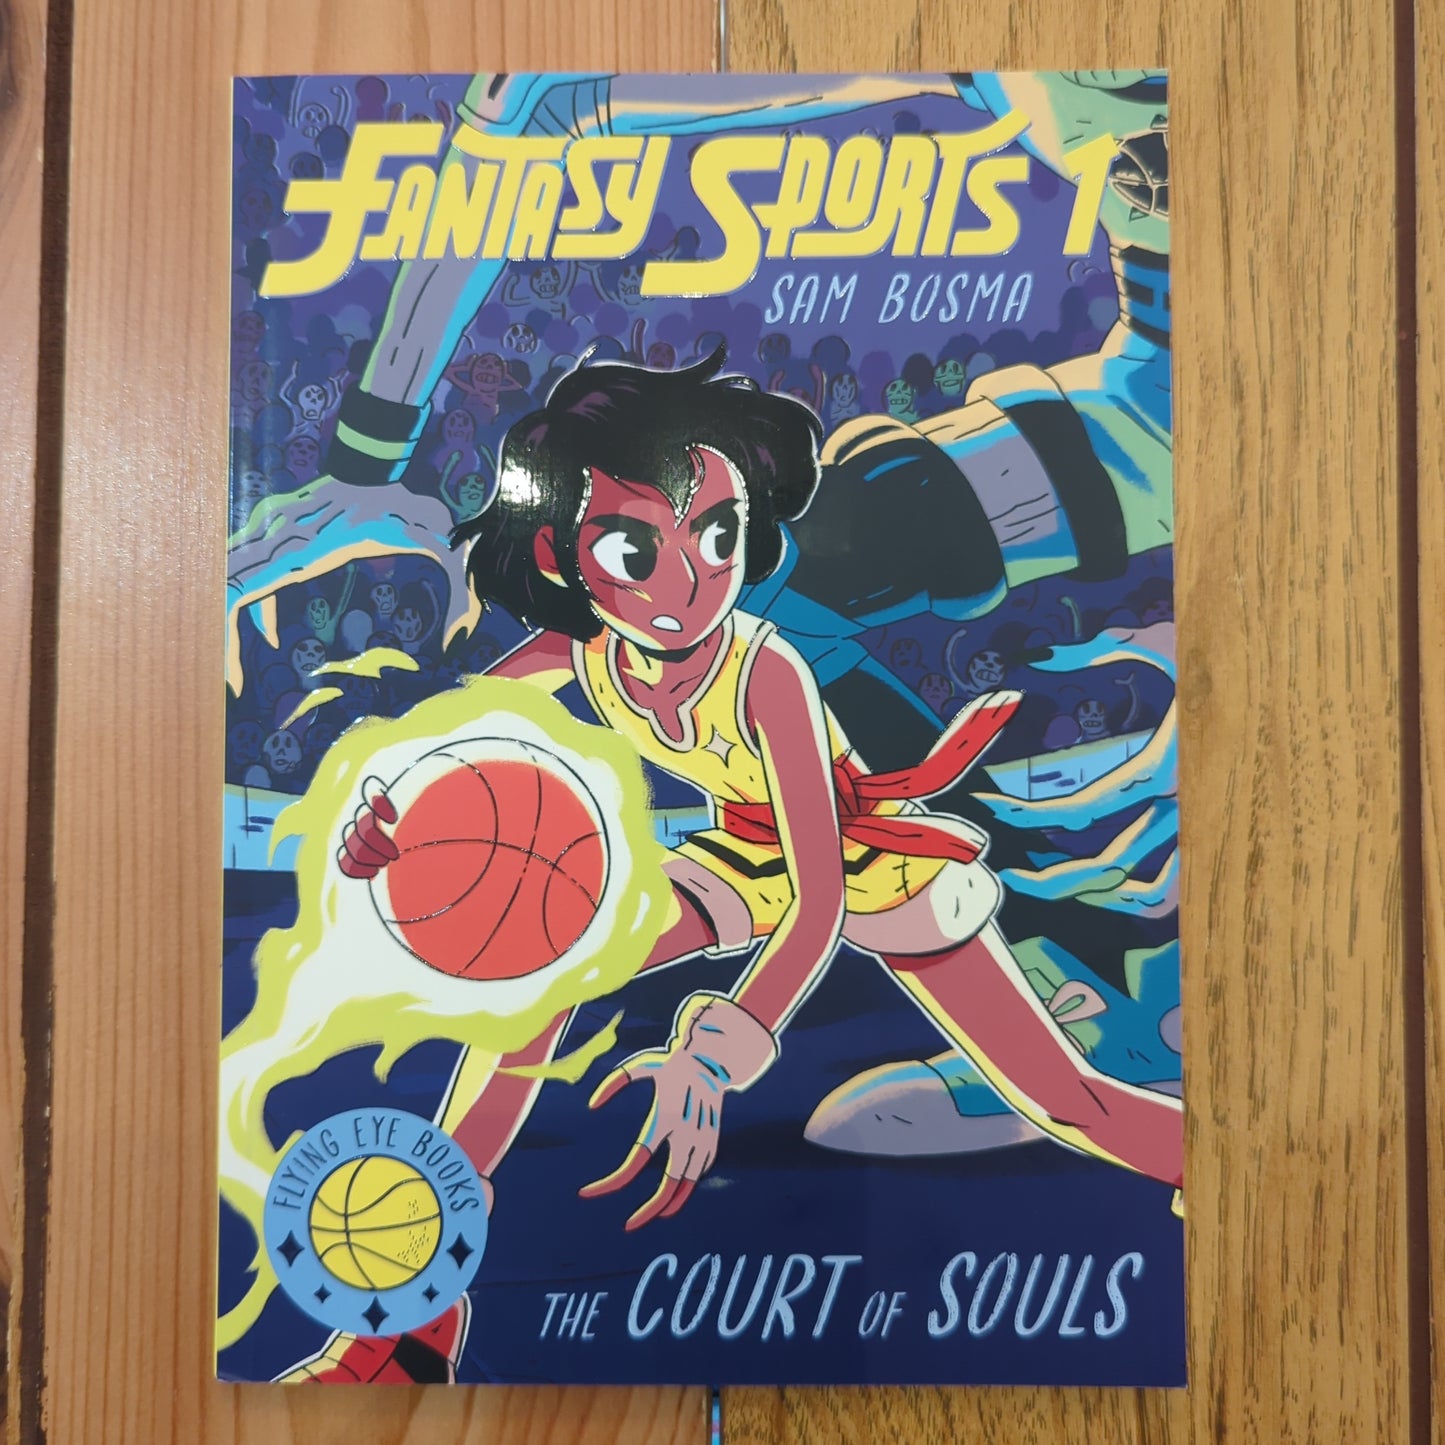 FANTASY SPORTS 1
SAM BOSMA
FLYING EYE BOOKS
THE COURT OF SOULS